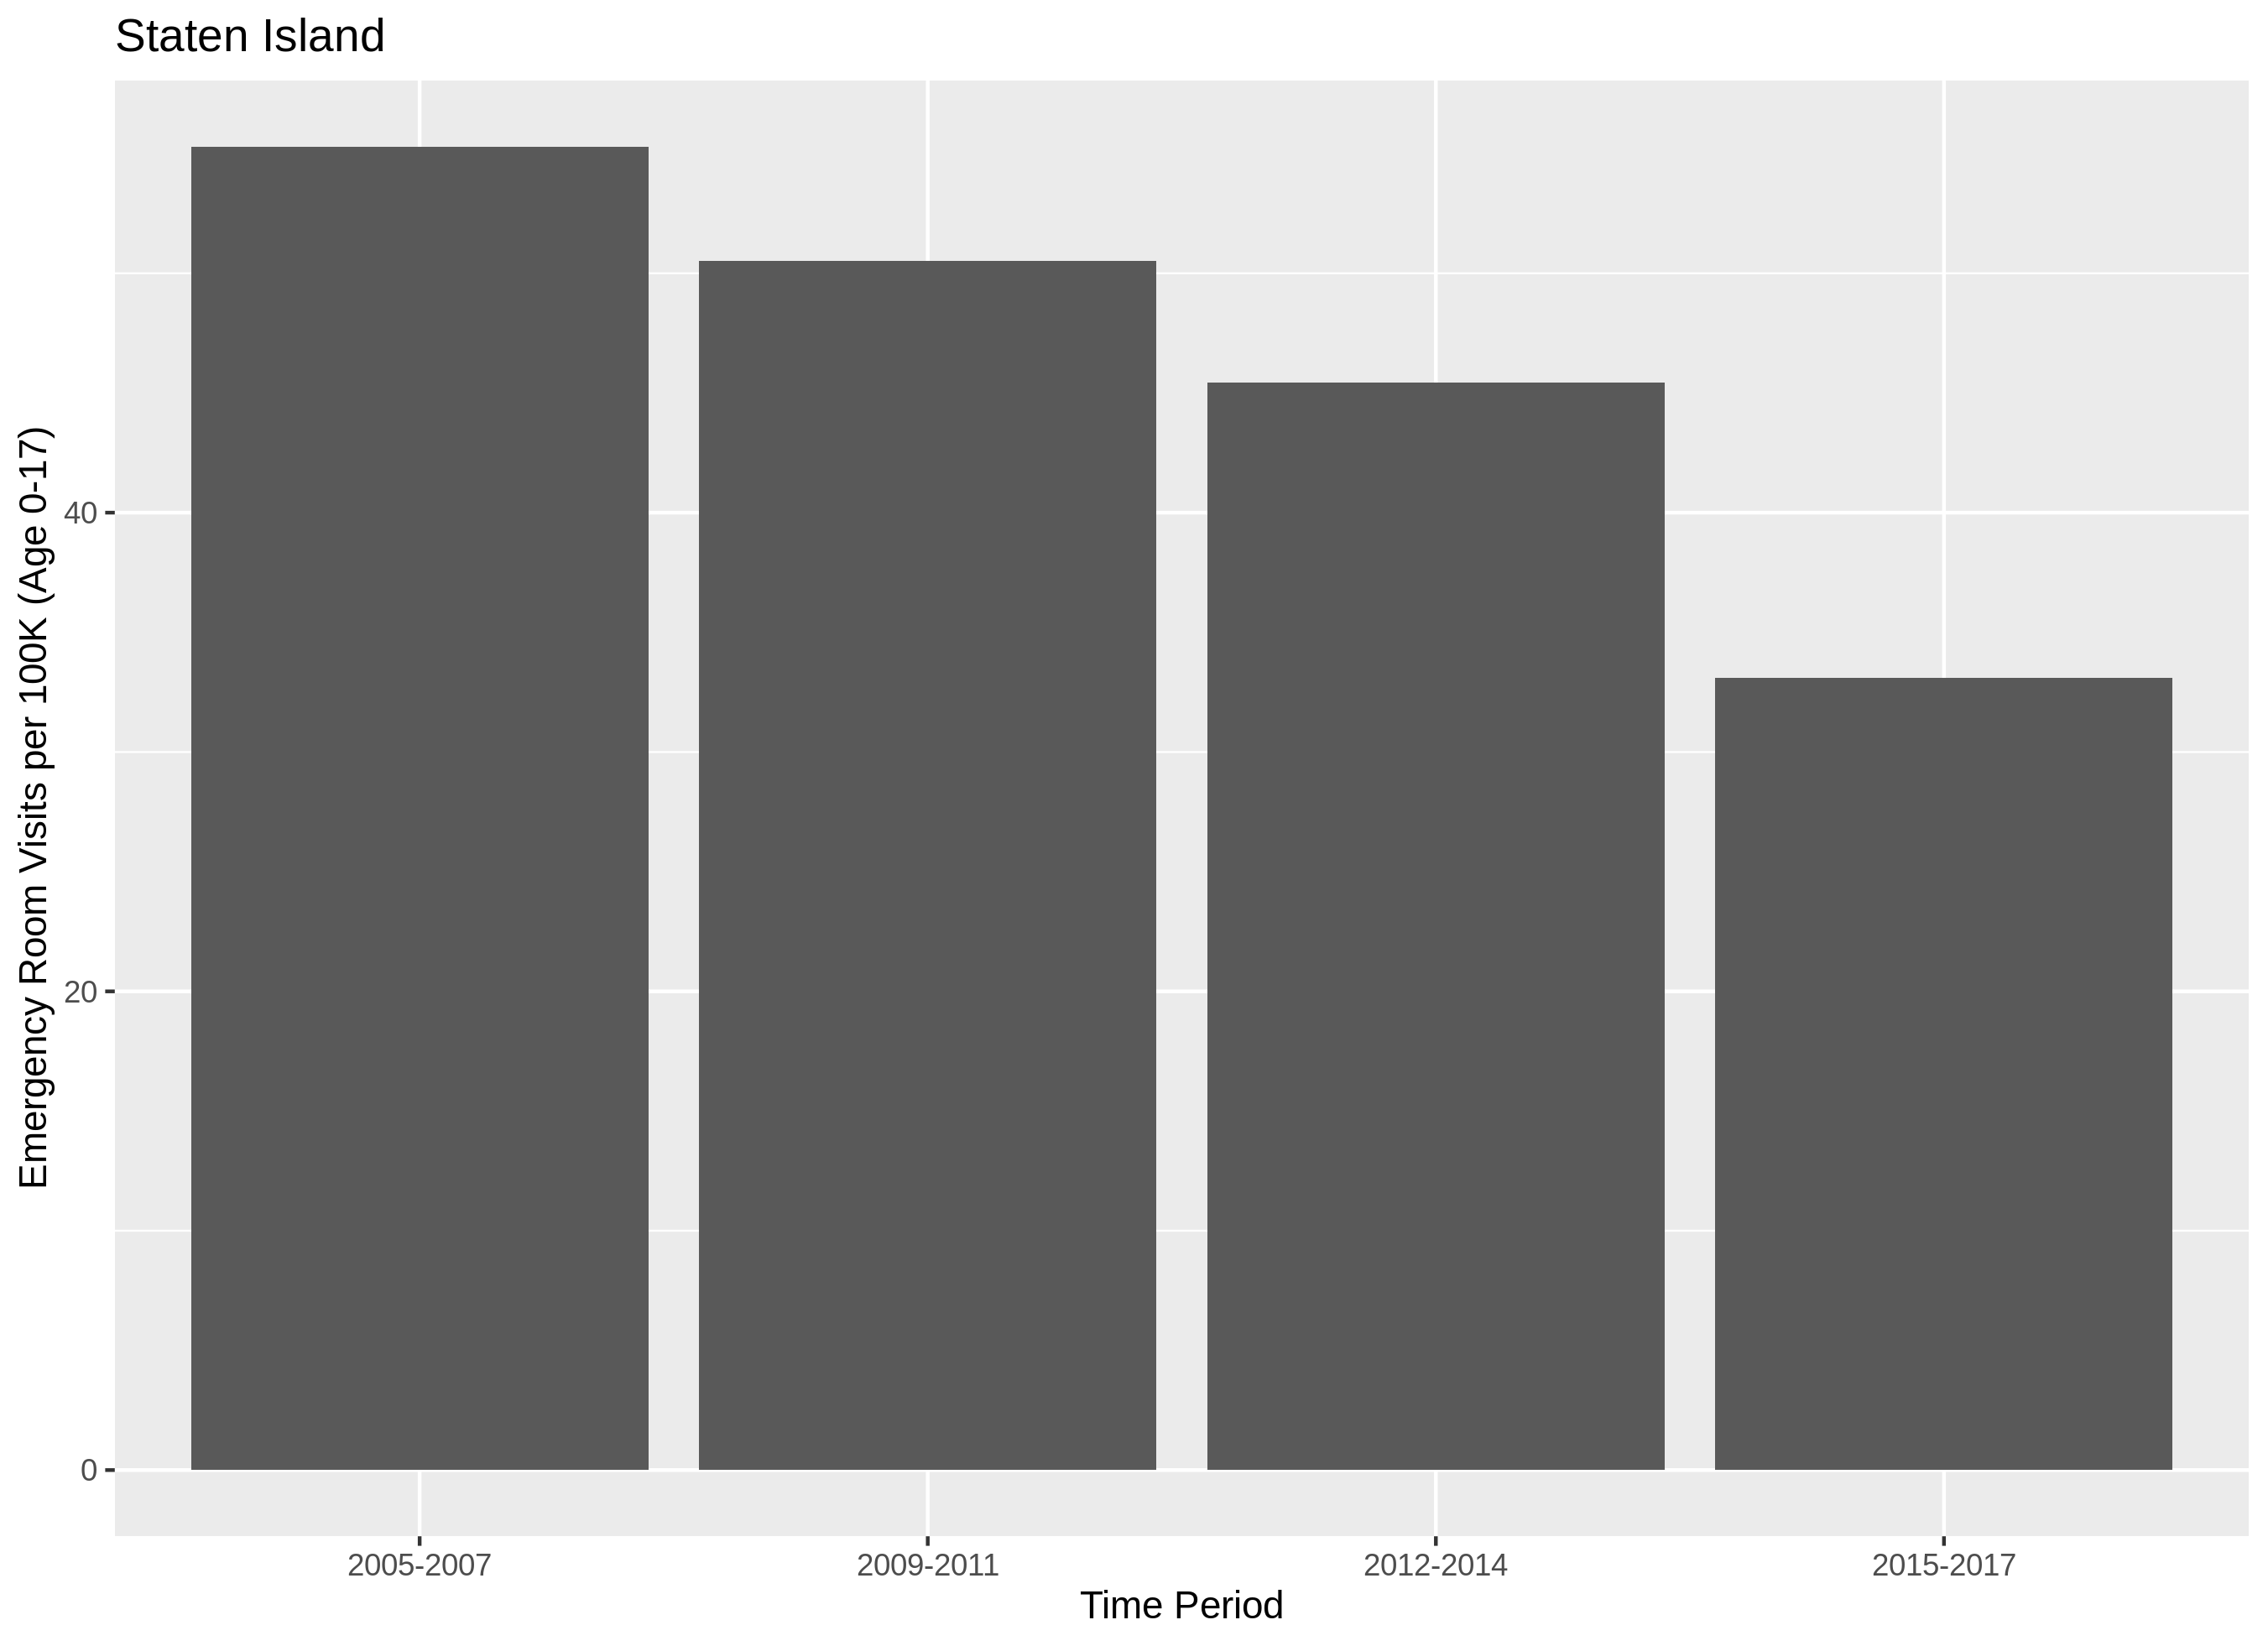 Staten Island
Emergency Room Visits per 100K (Age 0-17)
40
20
0
2005-2007
2009-2011
2012-2014
2015-2017
Time Period